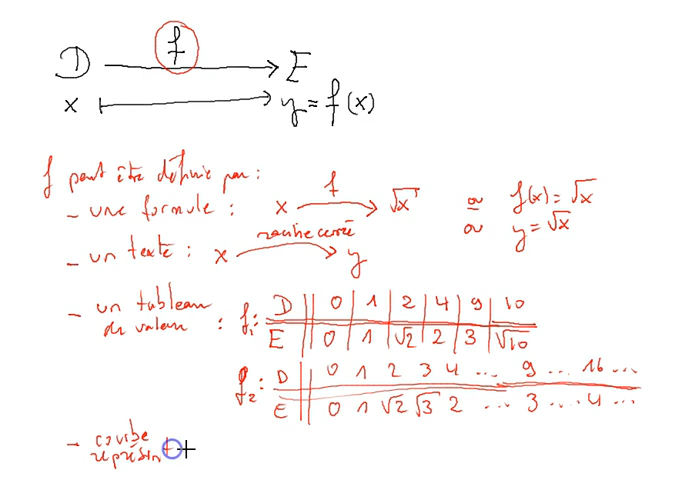 f
D → E
x ↦ y = f(x)
f peut être définie par :
- une formule : x f → √x ou f(x) = √x
ou y = √x
- un texte : x racine carrée → y
- un tableau de valeur : f₁ : D || 0 | 1 | 2 | 4 | 9 | 10
E || 0 | 1 | √2 | 2 | 3 | √10
f₂ : D || 0 1 2 3 4 ... 9 ... 16 ...
E || 0 1 √2 √3 2 ... 3 ... 4 ...
- courbe
représent